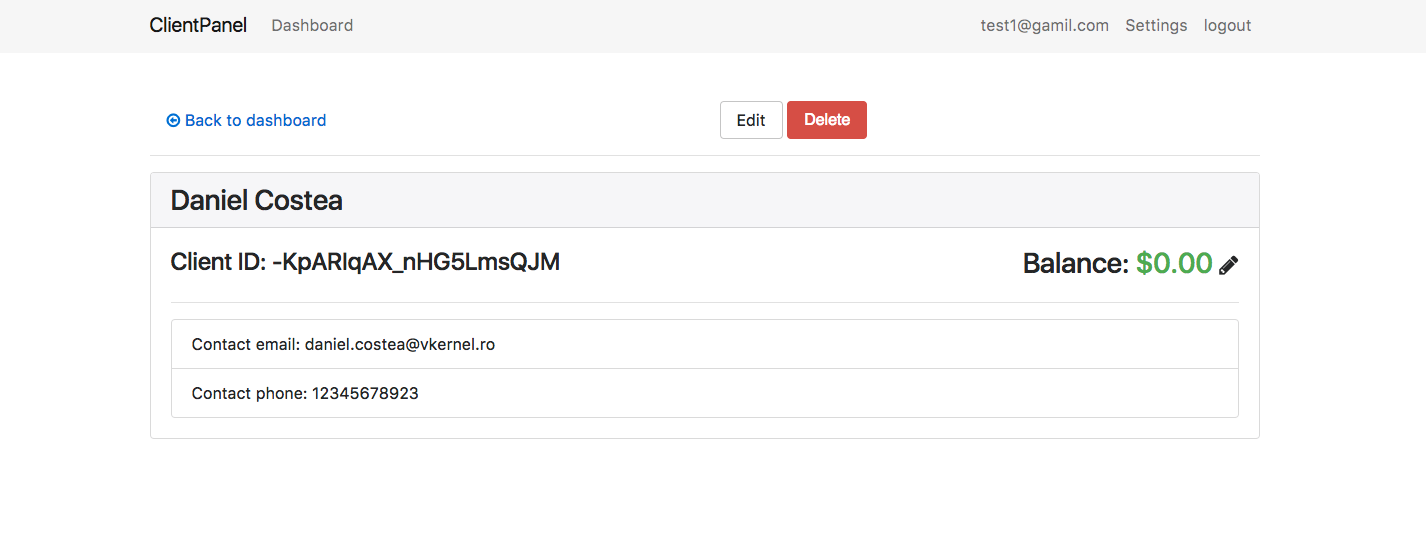 ClientPanel Dashboard test1@gamil.com Settings logout
Back to dashboard Edit Delete
Daniel Costea
Client ID: -KpARlqAX_nHG5LmsQJM Balance: $0.00
Contact email: daniel.costea@vkernel.ro
Contact phone: 12345678923